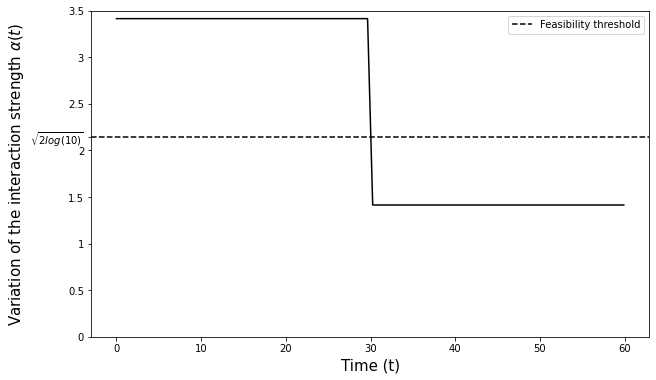 Variation of the interaction strength α(t)
3.5
3
2.5
√2log(10)
2
1.5
1
0.5
0
Feasibility threshold
0 10 20 30 40 50 60
Time (t)